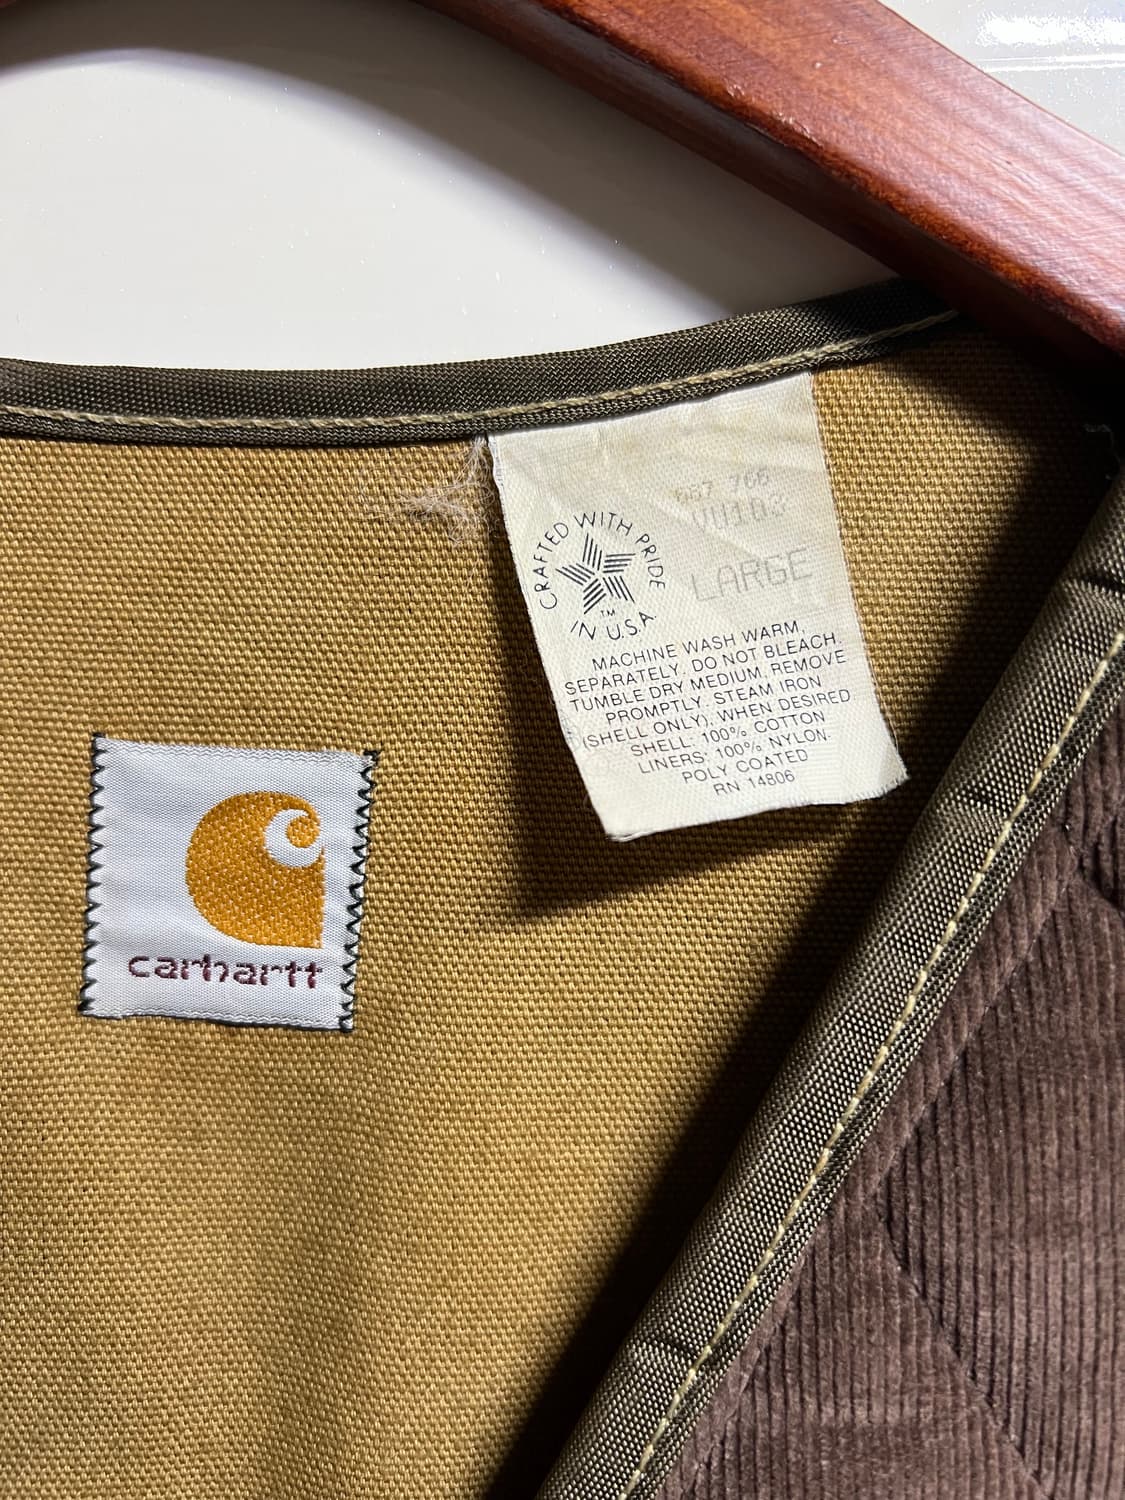 VU103
LARGE
CRAFTED WITH PRIDE
TM
IN U.S.A
MACHINE WASH WARM,
SEPARATELY. DO NOT BLEACH.
TUMBLE DRY MEDIUM, REMOVE
PROMPTLY. STEAM IRON
(SHELL ONLY), WHEN DESIRED
SHELL: 100% COTTON
LINERS: 100% NYLON
POLY COATED
RN 14806
carhartt